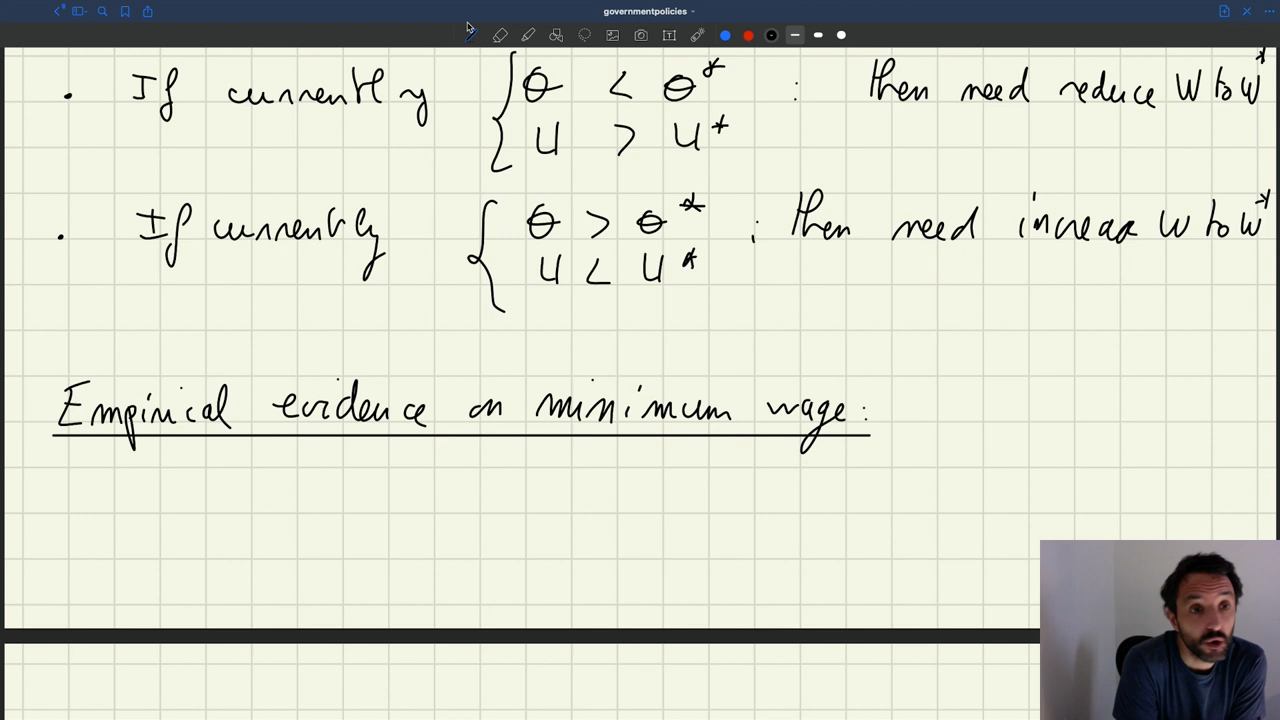 governmentpolicies
. If currently { θ < θ* : then need reduce W to W*
U > U*
. If currently { θ > θ* ; then need increase W to W*
U < U*
Empirical evidence on minimum wage: